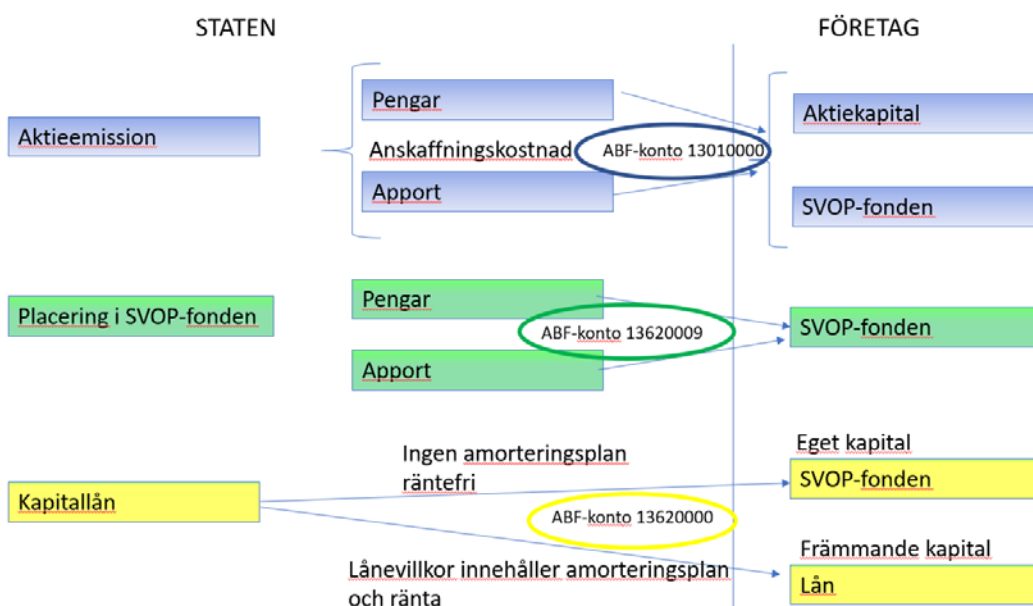 STATEN
FÖRETAG
Aktieemission
Pengar
Anskaffningskostnad
ABF-konto 13010000
Apport
Aktiekapital
SVOP-fonden
Placering i SVOP-fonden
Pengar
ABF-konto 13620009
Apport
SVOP-fonden
Kapitallån
Ingen amorteringsplan
räntefri
ABF-konto 13620000
Lånevillkor innehåller amorteringsplan
och ränta
Eget kapital
SVOP-fonden
Främmande kapital
Lån